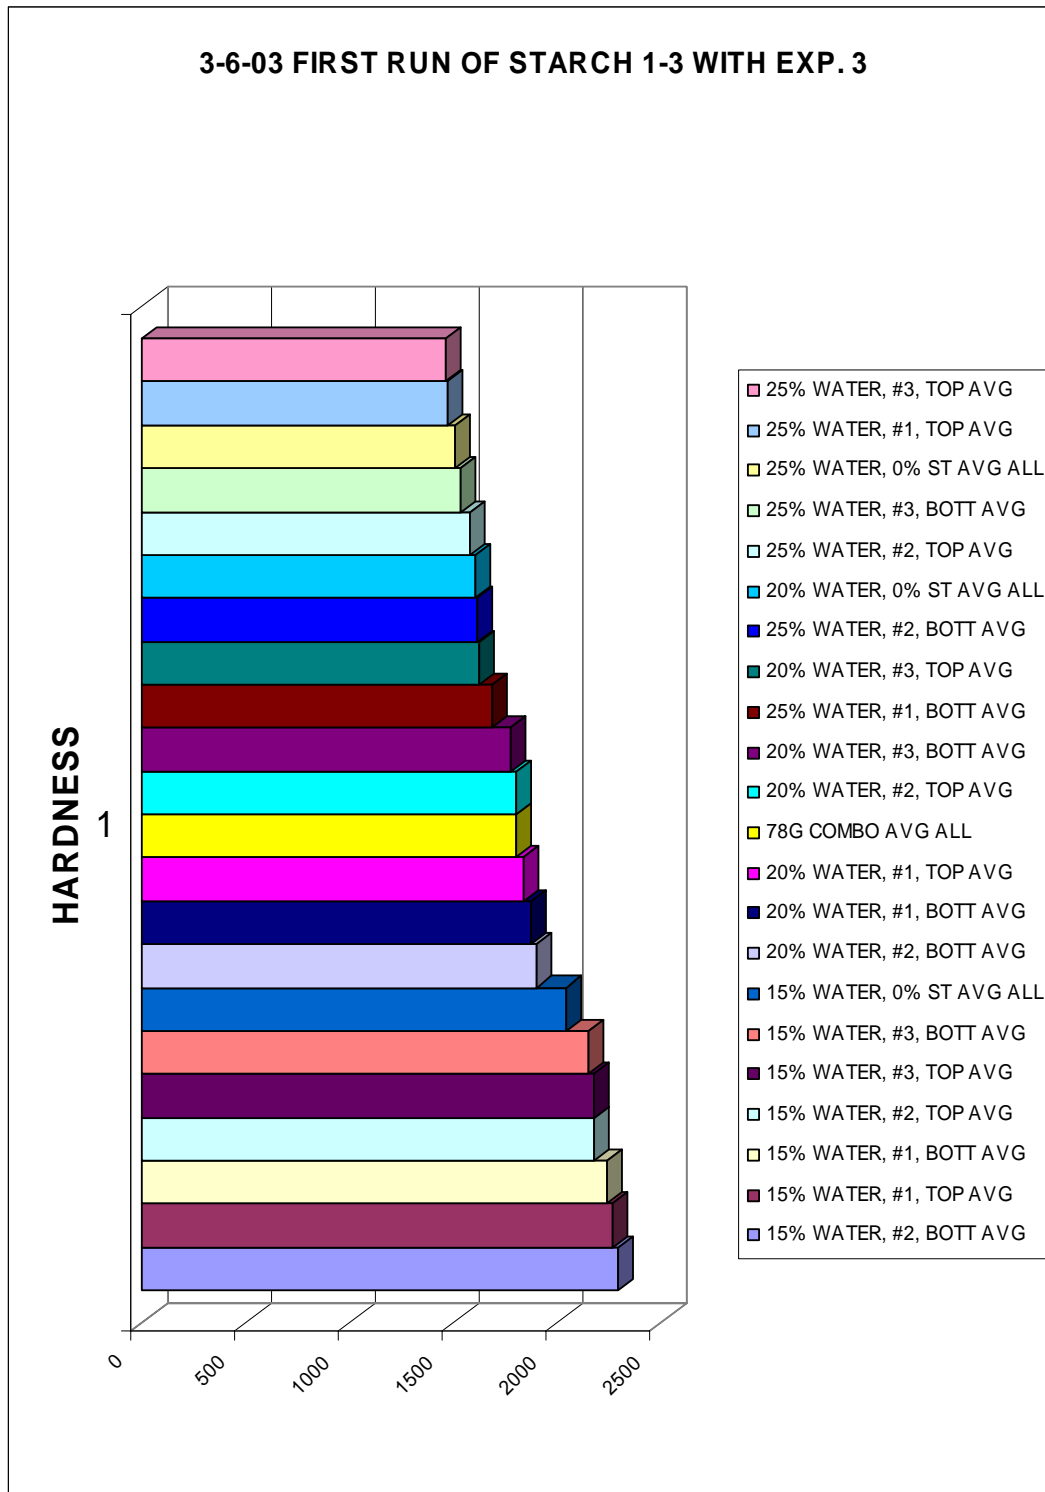 3-6-03 FIRST RUN OF STARCH 1-3 WITH EXP. 3
HARDNESS
1
0
500
1000
1500
2000
2500
25% WATER, #3, TOP AVG
25% WATER, #1, TOP AVG
25% WATER, 0% ST AVG ALL
25% WATER, #3, BOTT AVG
25% WATER, #2, TOP AVG
20% WATER, 0% ST AVG ALL
25% WATER, #2, BOTT AVG
20% WATER, #3, TOP AVG
25% WATER, #1, BOTT AVG
20% WATER, #3, BOTT AVG
20% WATER, #2, TOP AVG
78G COMBO AVG ALL
20% WATER, #1, TOP AVG
20% WATER, #1, BOTT AVG
20% WATER, #2, BOTT AVG
15% WATER, 0% ST AVG ALL
15% WATER, #3, BOTT AVG
15% WATER, #3, TOP AVG
15% WATER, #2, TOP AVG
15% WATER, #1, BOTT AVG
15% WATER, #1, TOP AVG
15% WATER, #2, BOTT AVG